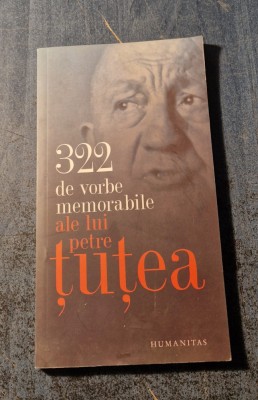 322
de vorbe
memorabile
ale lui
petre
țuțea
HUMANITAS